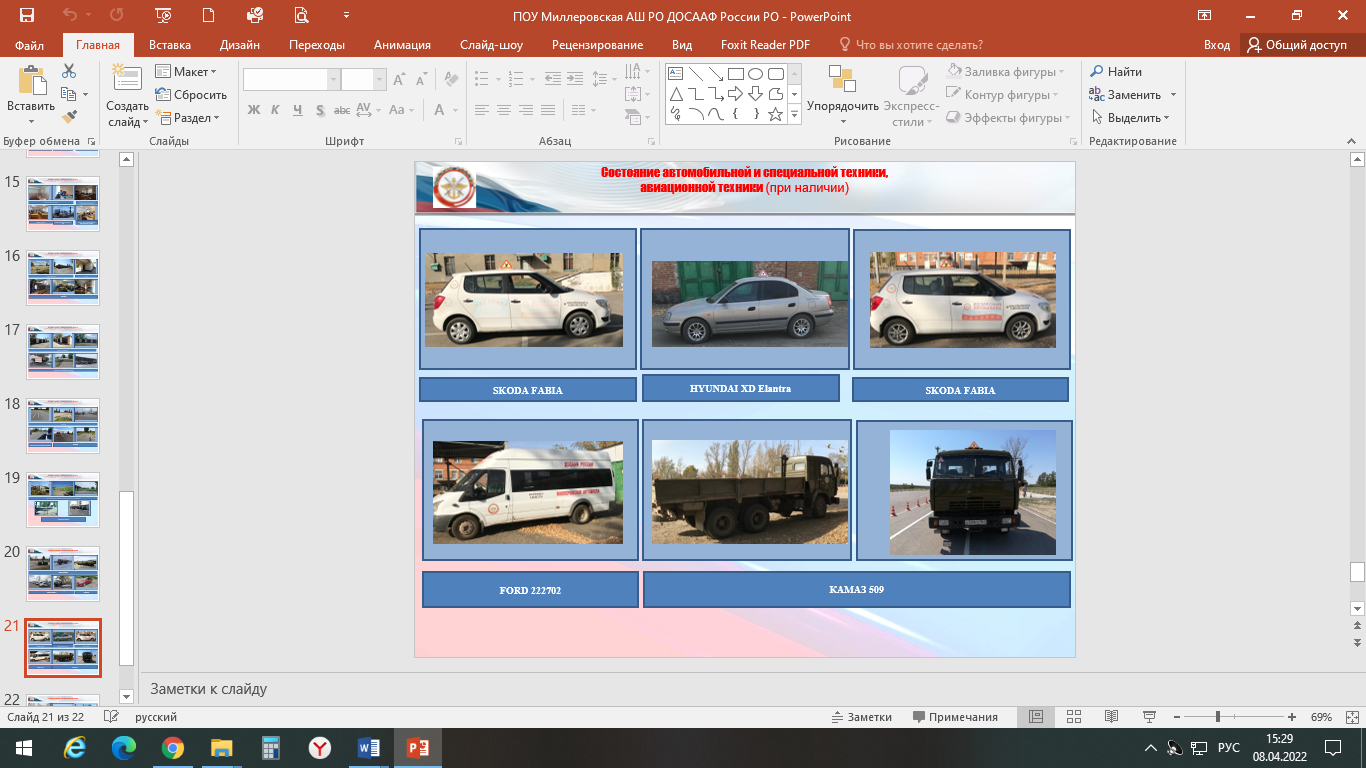 ПОУ Миллеровская АШ РО ДОСААФ России РО - PowerPoint
Файл
Главная
Вставка
Дизайн
Переходы
Анимация
Слайд-шоу
Рецензирование
Вид
Foxit Reader PDF
Что вы хотите сделать?
Вход
Общий доступ
Вставить
Буфер обмена
Создать слайд
Макет
Сбросить
Раздел
Слайды
Ж К Ч S abc AV Aa A
Шрифт
Абзац
Упорядочить
Экспресс-стили
Заливка фигуры
Контур фигуры
Эффекты фигуры
Рисование
Найти
Заменить
Выделить
Редактирование
15
16
17
18
19
20
21
22
Состояние автомобильной и специальной техники,
авиационной техники (при наличии)
SKODA FABIA
HYUNDAI XD Elantra
SKODA FABIA
FORD 222702
КАМАЗ 509
Заметки к слайду
Слайд 21 из 22
русский
Заметки
Примечания
69%
РУС
15:29
08.04.2022